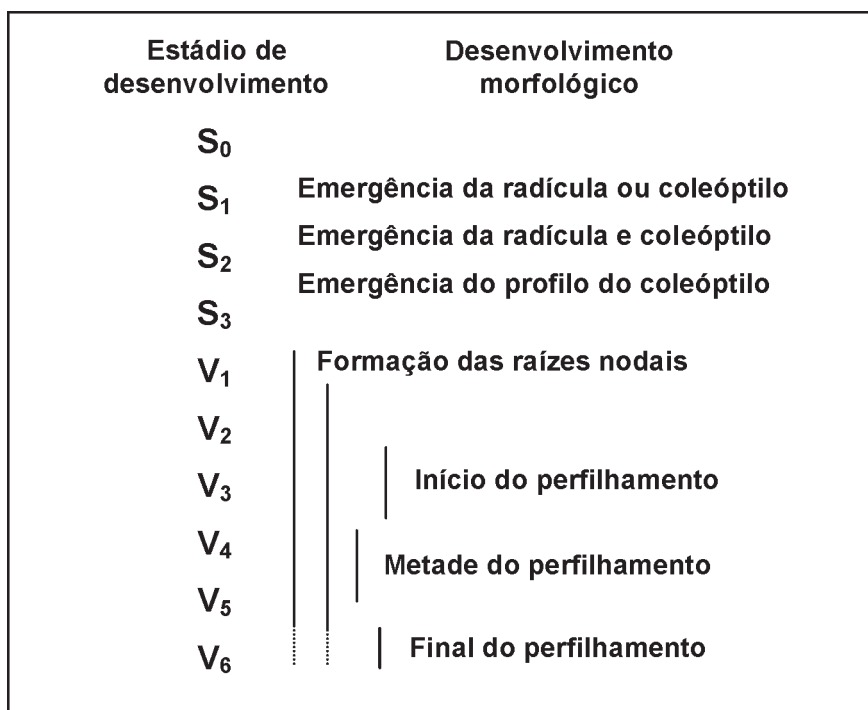 Estádio de desenvolvimento
Desenvolvimento morfológico
S₀
S₁ Emergência da radícula ou coleóptilo
S₂ Emergência da radícula e coleóptilo
S₃ Emergência do profilo do coleóptilo
V₁ Formação das raízes nodais
V₂
V₃ Início do perfilhamento
V₄
Metade do perfilhamento
V₅
V₆ Final do perfilhamento